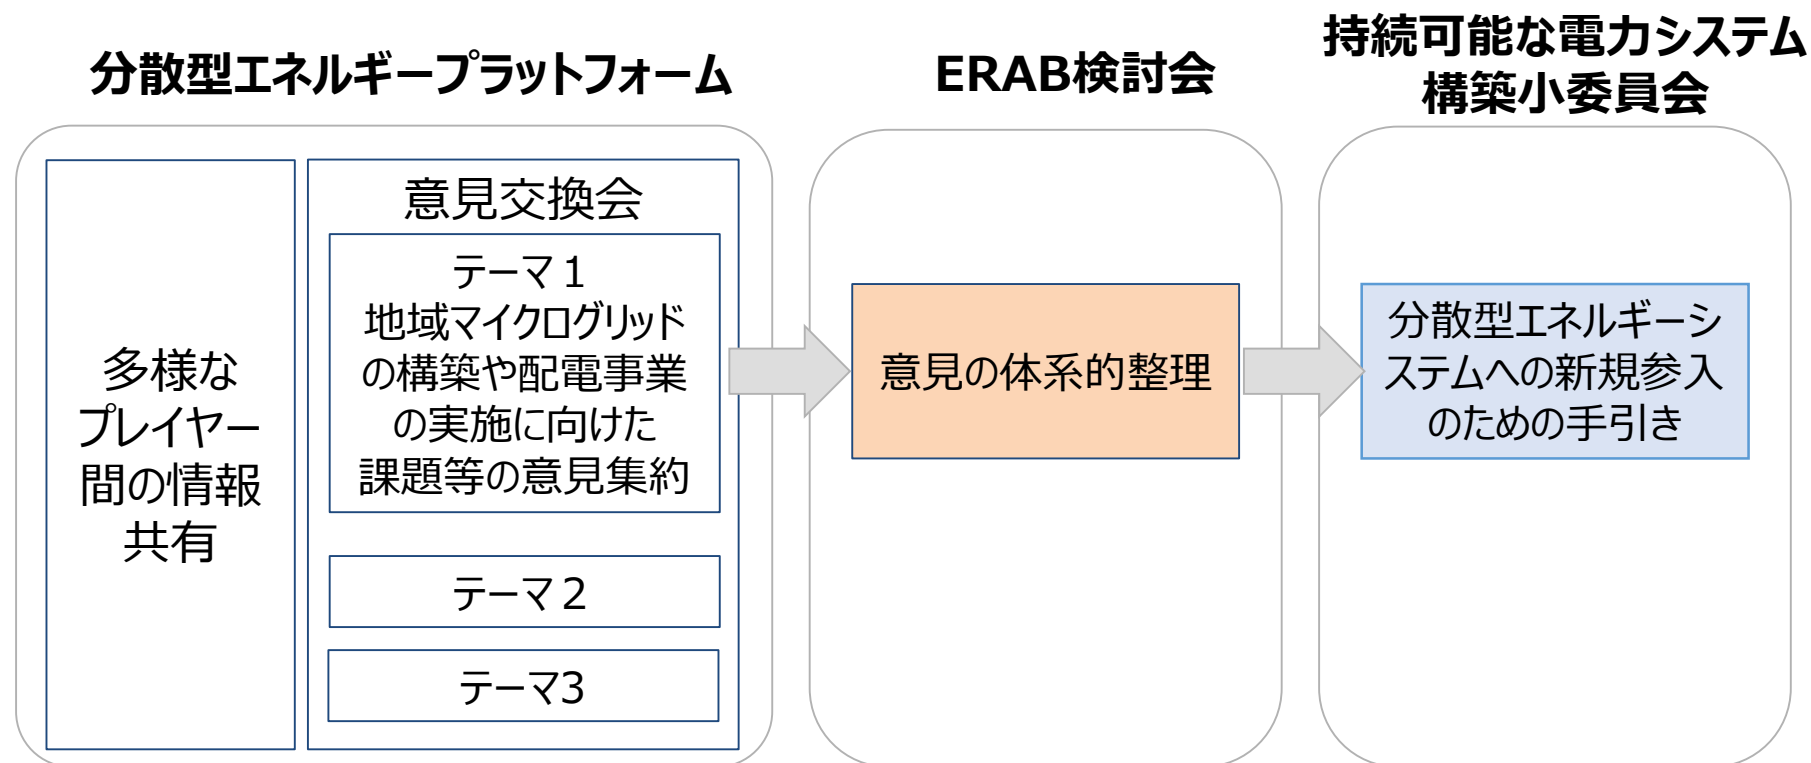 分散型エネルギープラットフォーム
ERAB検討会
持続可能な電力システム
構築小委員会
多様な
プレイヤー
間の情報
共有
意見交換会
テーマ１
地域マイクログリッド
の構築や配電事業
の実施に向けた
課題等の意見集約
テーマ２
テーマ3
意見の体系的整理
分散型エネルギーシ
ステムへの新規参入
のための手引き